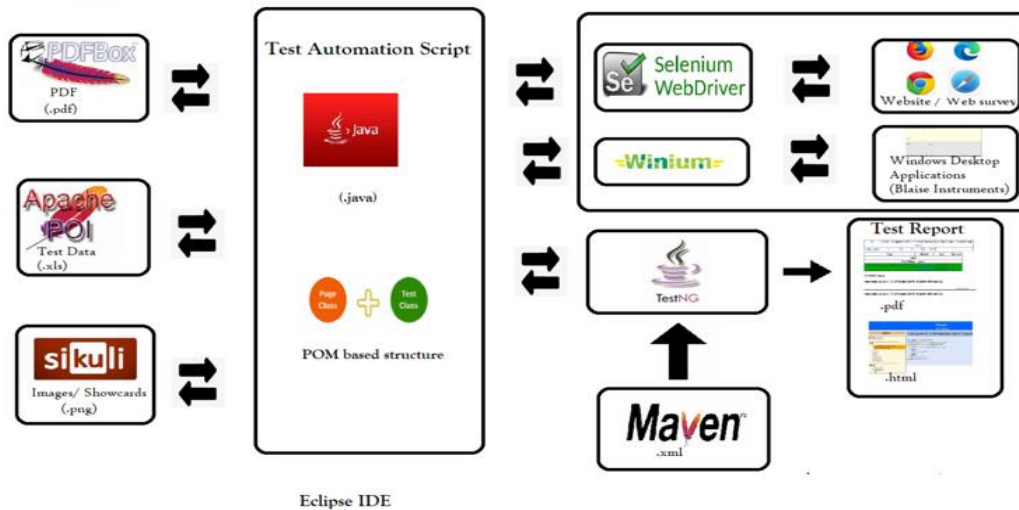 PDFBox
PDF
(.pdf)
Apache
POI
Test Data
(.xls)
sikuli
Images/ Showcards
(.png)
Test Automation Script
Java
(.java)
Page
Class
Test
Class
POM based structure
Eclipse IDE
Se
Selenium
WebDriver
Website / Web survey
Winium
Windows Desktop
Applications
(Blaise Instruments)
TestNG
Maven
.xml
Test Report
.pdf
.html